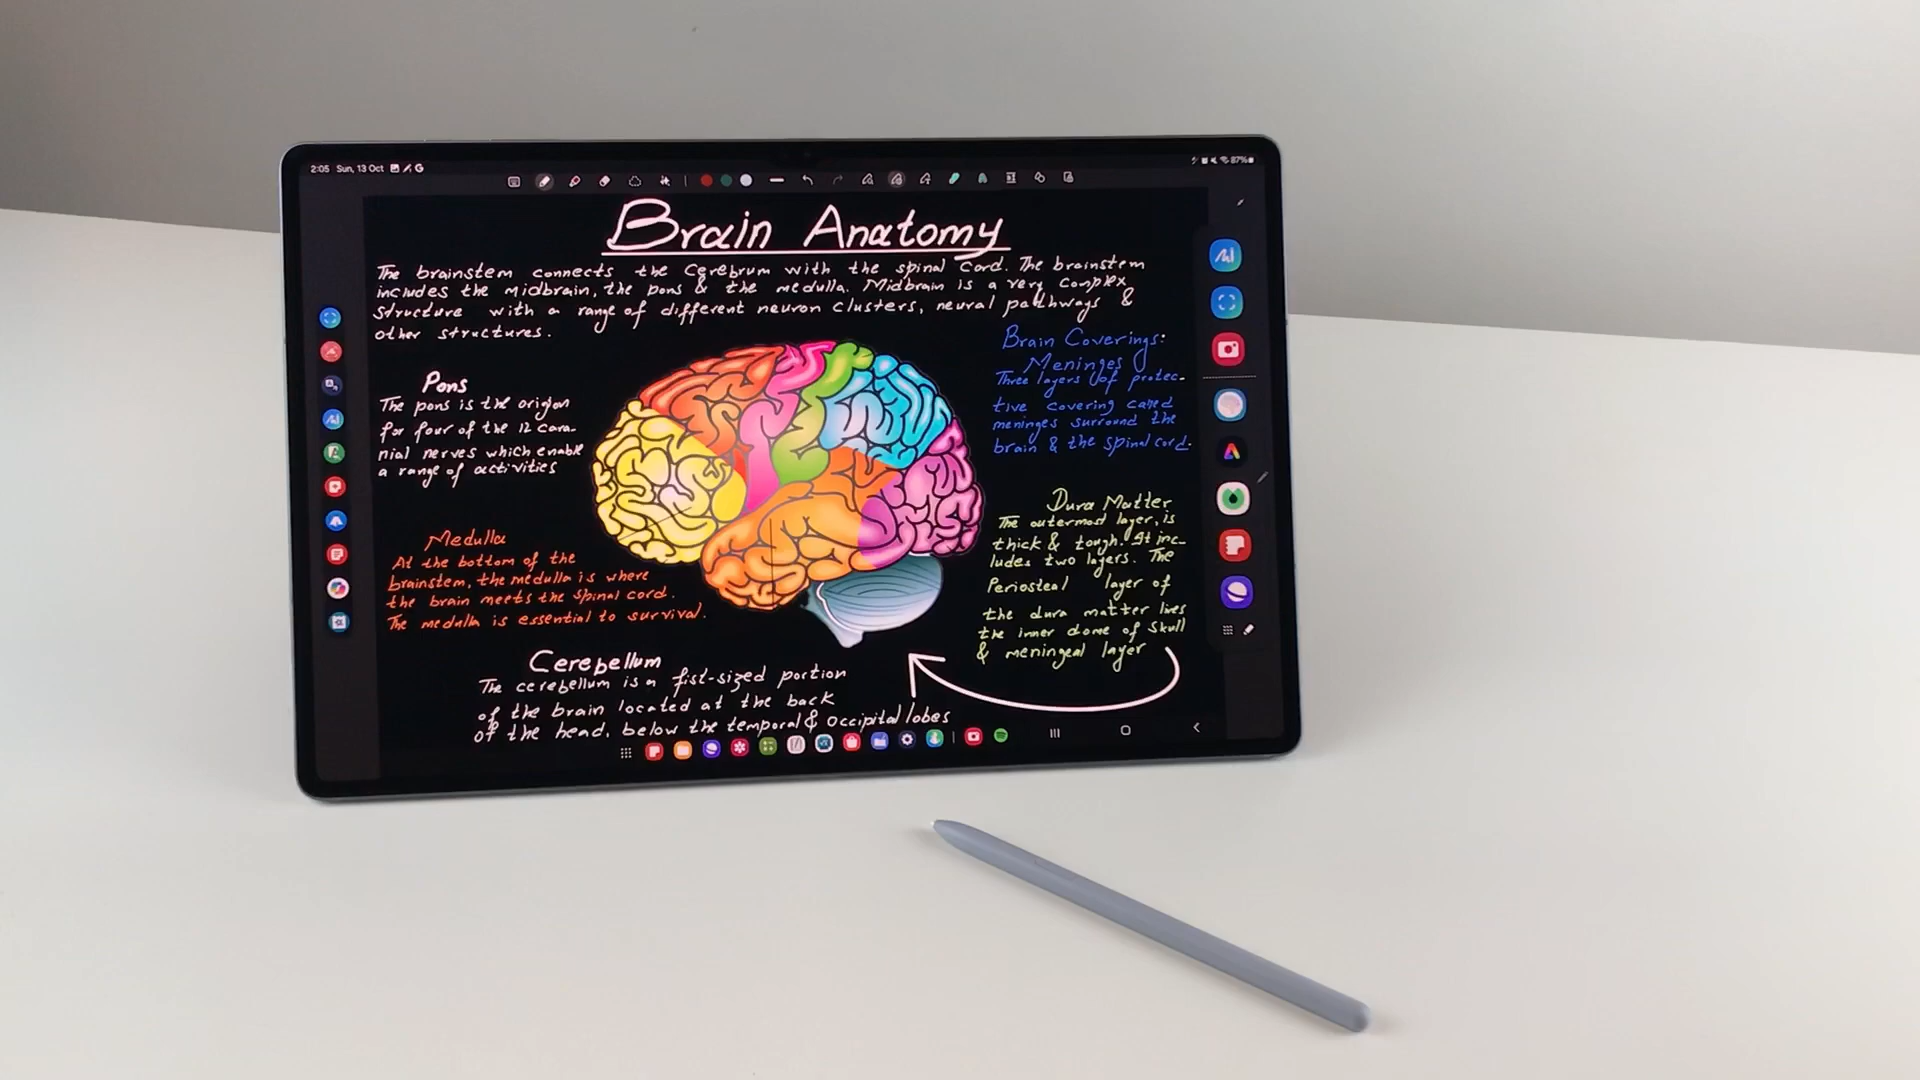 2:05 Sun, 13 Oct
87%
Brain Anatomy
The brainstem connects the Cerebrum with the spinal Cord. The brainstem
includes the midbrain, the pons & the medulla. Midbrain is a very Complex
Structure with a range of different neuron clusters, neural pathways &
other structures.
Pons
The pons is the origion
for four of the 12 cara-
nial nerves which enable
a range of activities
Medulla
At the bottom of the
brainstem, the medulla is where
the brain meets the spinal cord.
The medulla is essential to survival.
Cerebellum
The cerebellum is a fist-sized portion
of the brain located at the back
of the head, below the temporal & Occipital lobes
Brain Coverings:
Meninges
Three layers of protec-
tive covering caned
meninges surround the
brain & the spinal cord.
Dura Matter
The outermost layer, is
thick & tough. It inc-
ludes two layers. The
Periosteal layer of
the dura matter lives
the inner dome of Skull
& meningeal layer